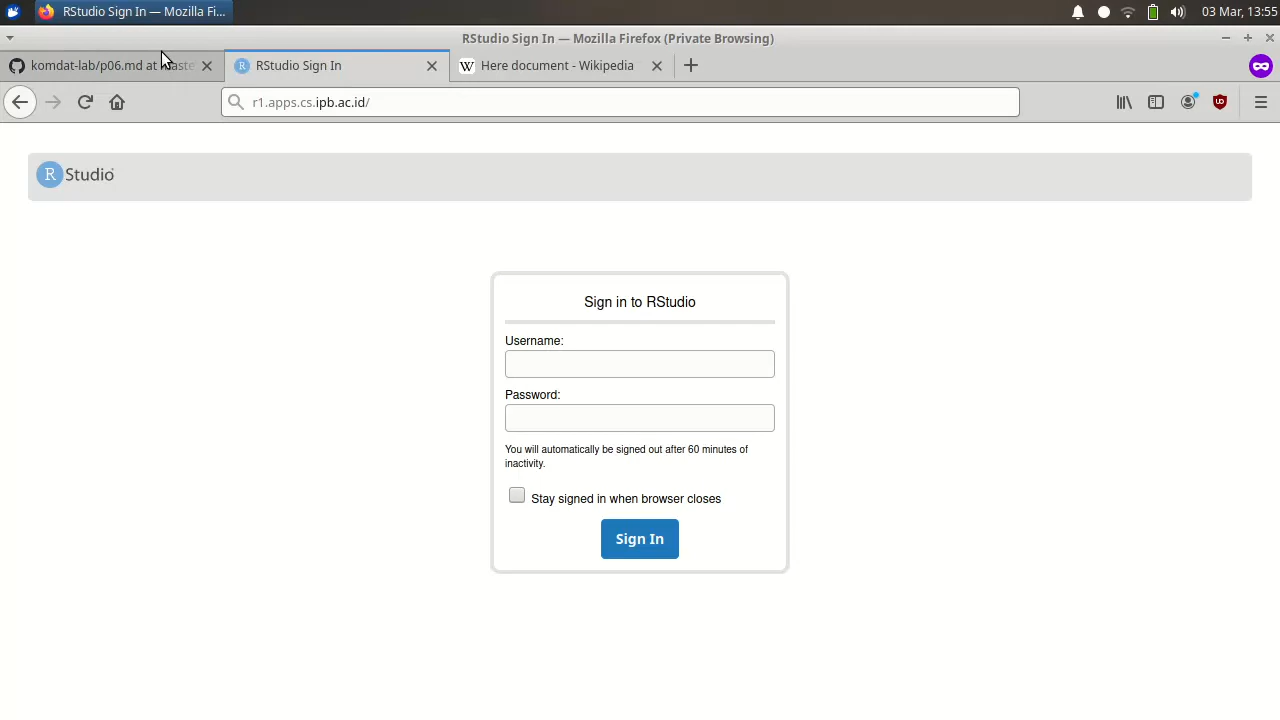 RStudio Sign In — Mozilla Fi...
03 Mar, 13:55
RStudio Sign In — Mozilla Firefox (Private Browsing)
komdat-lab/p06.md at
RStudio Sign In
Here document - Wikipedia
r1.apps.cs.ipb.ac.id/
R Studio
Sign in to RStudio
Username:
Password:
You will automatically be signed out after 60 minutes of
inactivity.
Stay signed in when browser closes
Sign In